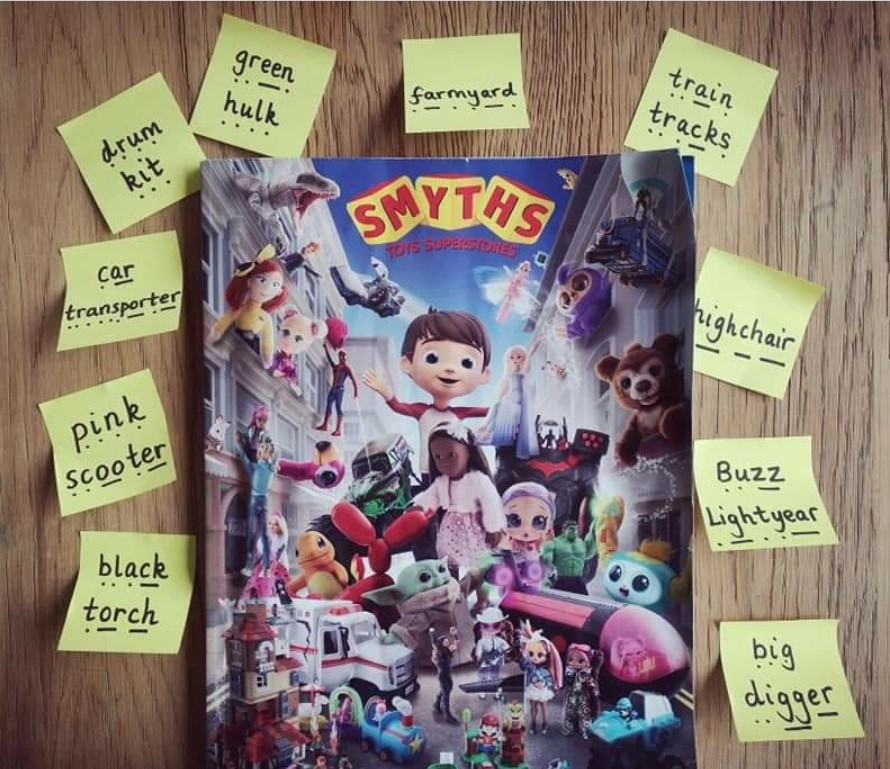 green
hulk
farmyard
train
tracks
drum
kit
SMYTHS
TOYS SUPERSTORES
car
transporter
highchair
pink
scooter
Buzz
Lightyear
black
torch
big
digger